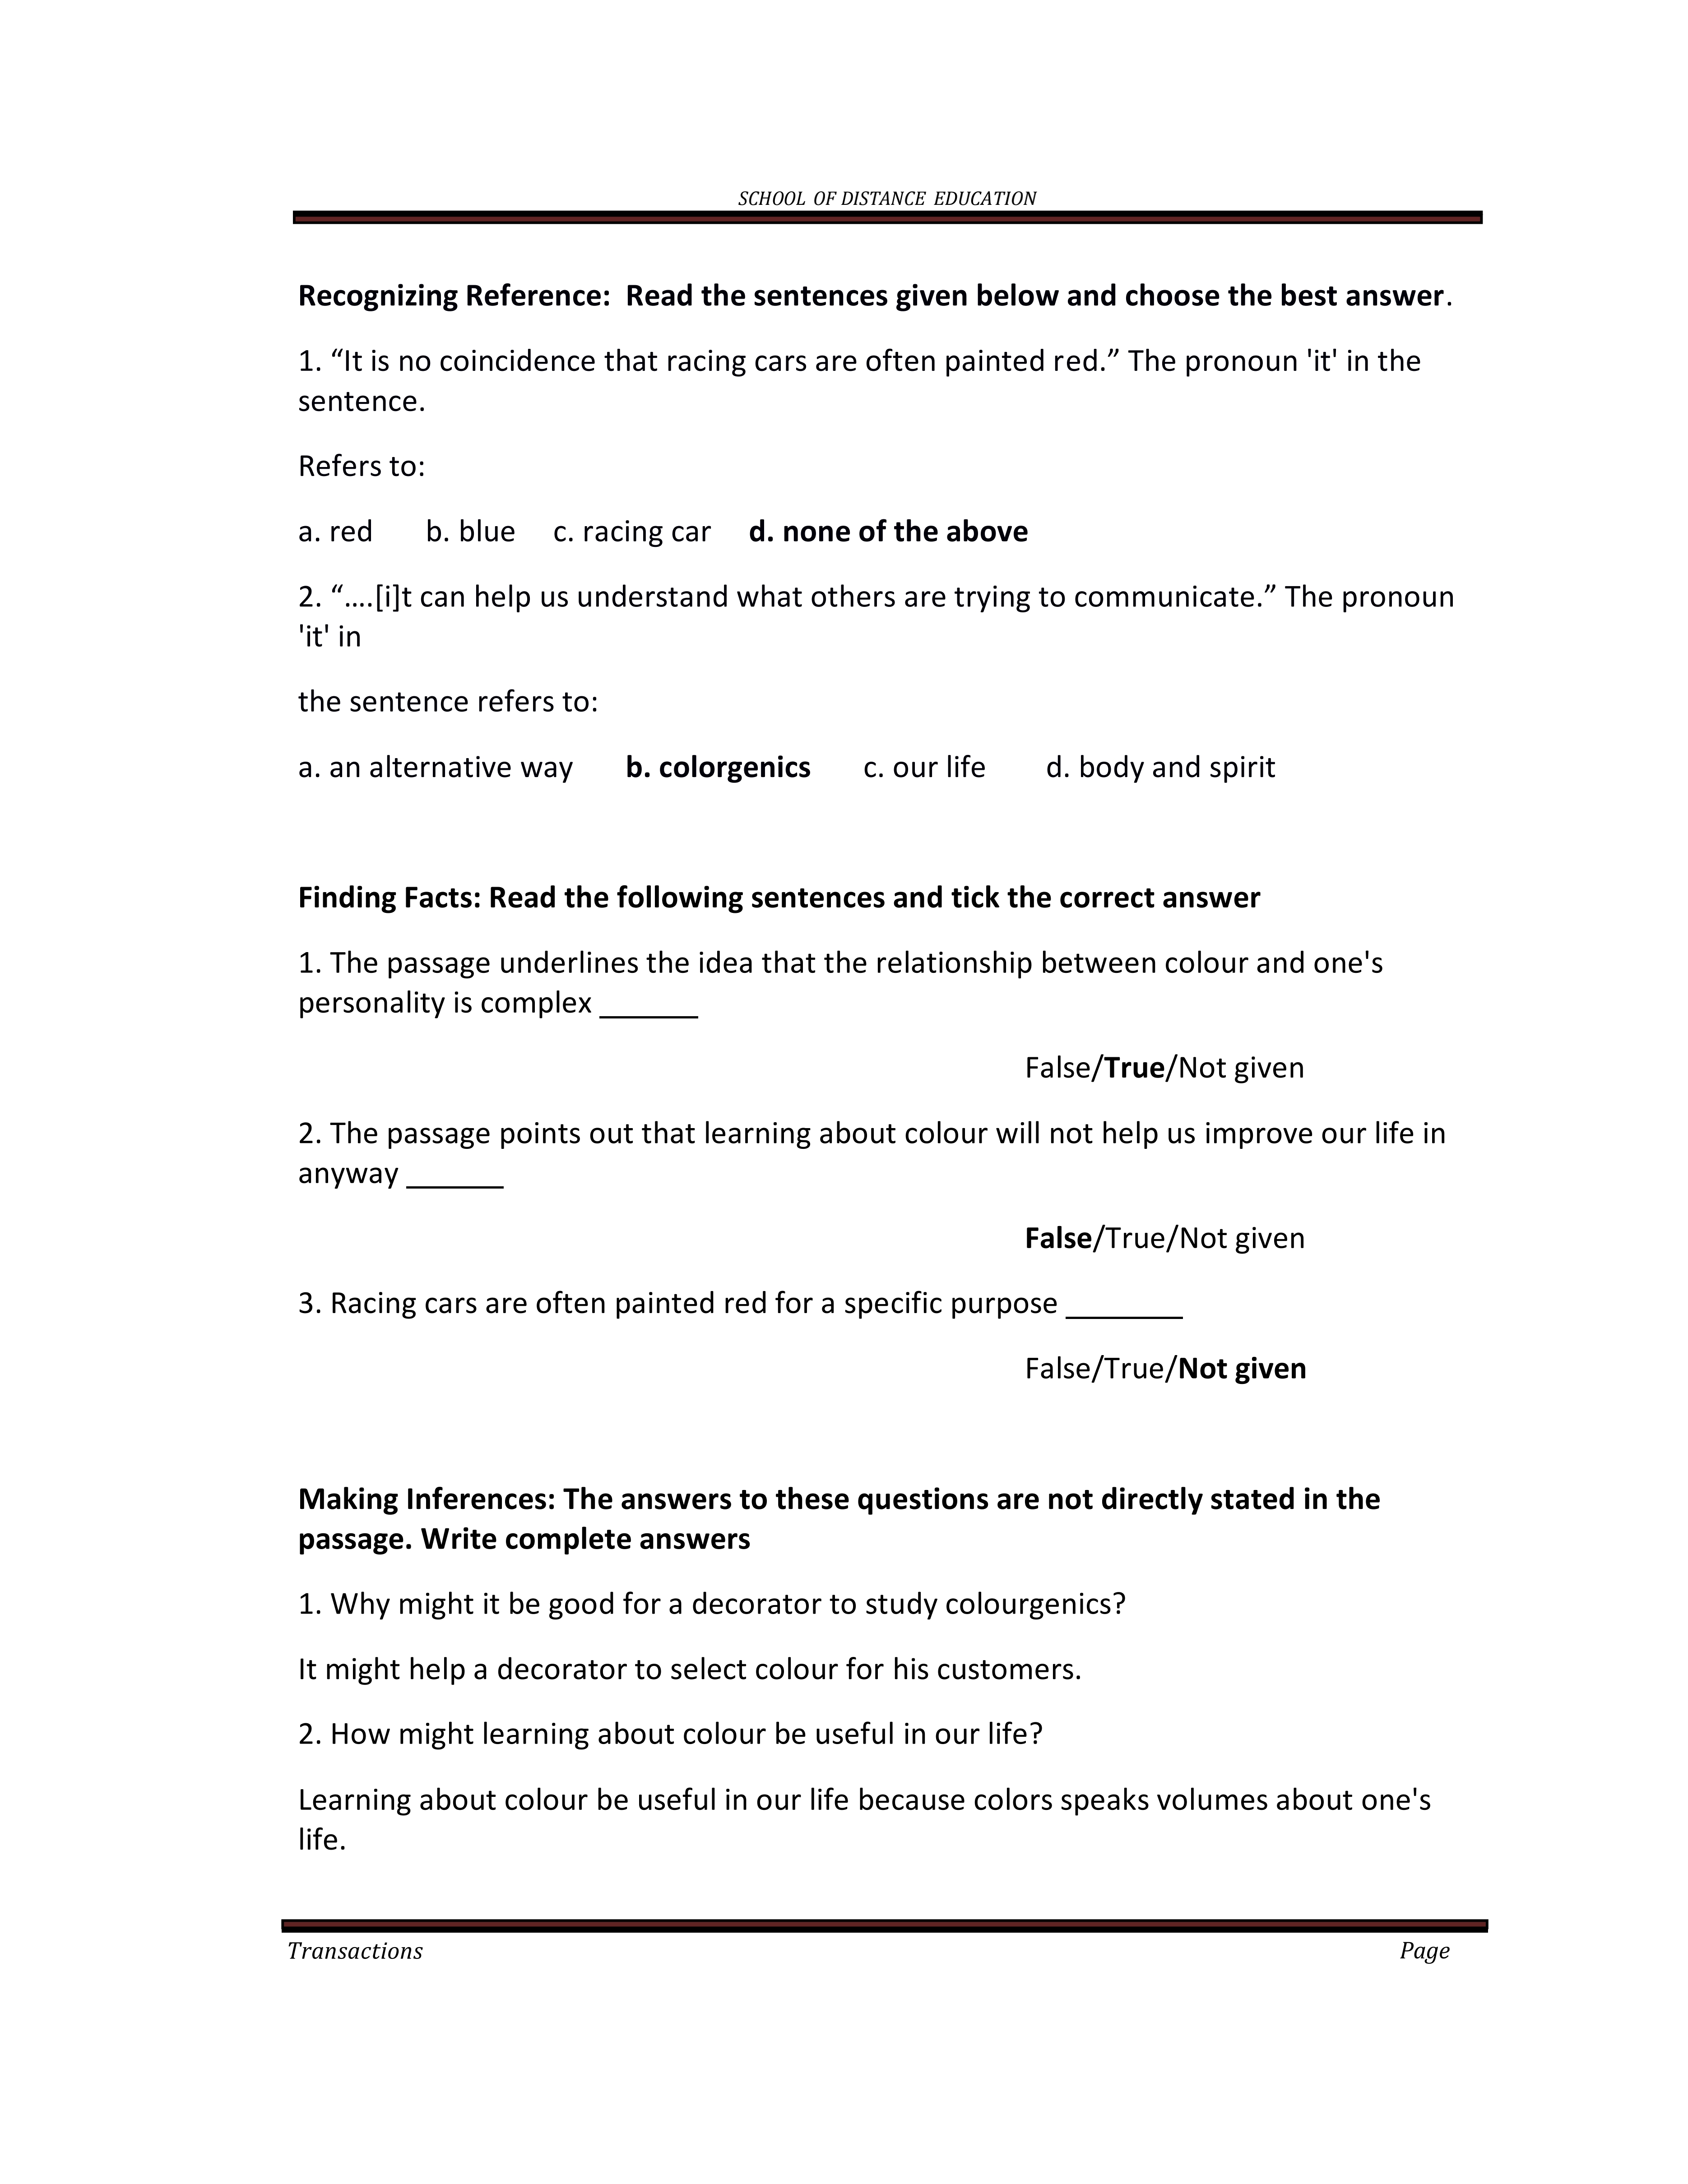 SCHOOL OF DISTANCE EDUCATION
Recognizing Reference: Read the sentences given below and choose the best answer.
1. “It is no coincidence that racing cars are often painted red.” The pronoun 'it' in the
sentence.
Refers to:
a. red b. blue c. racing car d. none of the above
2. “….[i]t can help us understand what others are trying to communicate.” The pronoun
'it' in
the sentence refers to:
a. an alternative way b. colorgenics c. our life d. body and spirit
Finding Facts: Read the following sentences and tick the correct answer
1. The passage underlines the idea that the relationship between colour and one's
personality is complex ______
False/True/Not given
2. The passage points out that learning about colour will not help us improve our life in
anyway ______
False/True/Not given
3. Racing cars are often painted red for a specific purpose _______
False/True/Not given
Making Inferences: The answers to these questions are not directly stated in the
passage. Write complete answers
1. Why might it be good for a decorator to study colourgenics?
It might help a decorator to select colour for his customers.
2. How might learning about colour be useful in our life?
Learning about colour be useful in our life because colors speaks volumes about one's
life.
Transactions Page